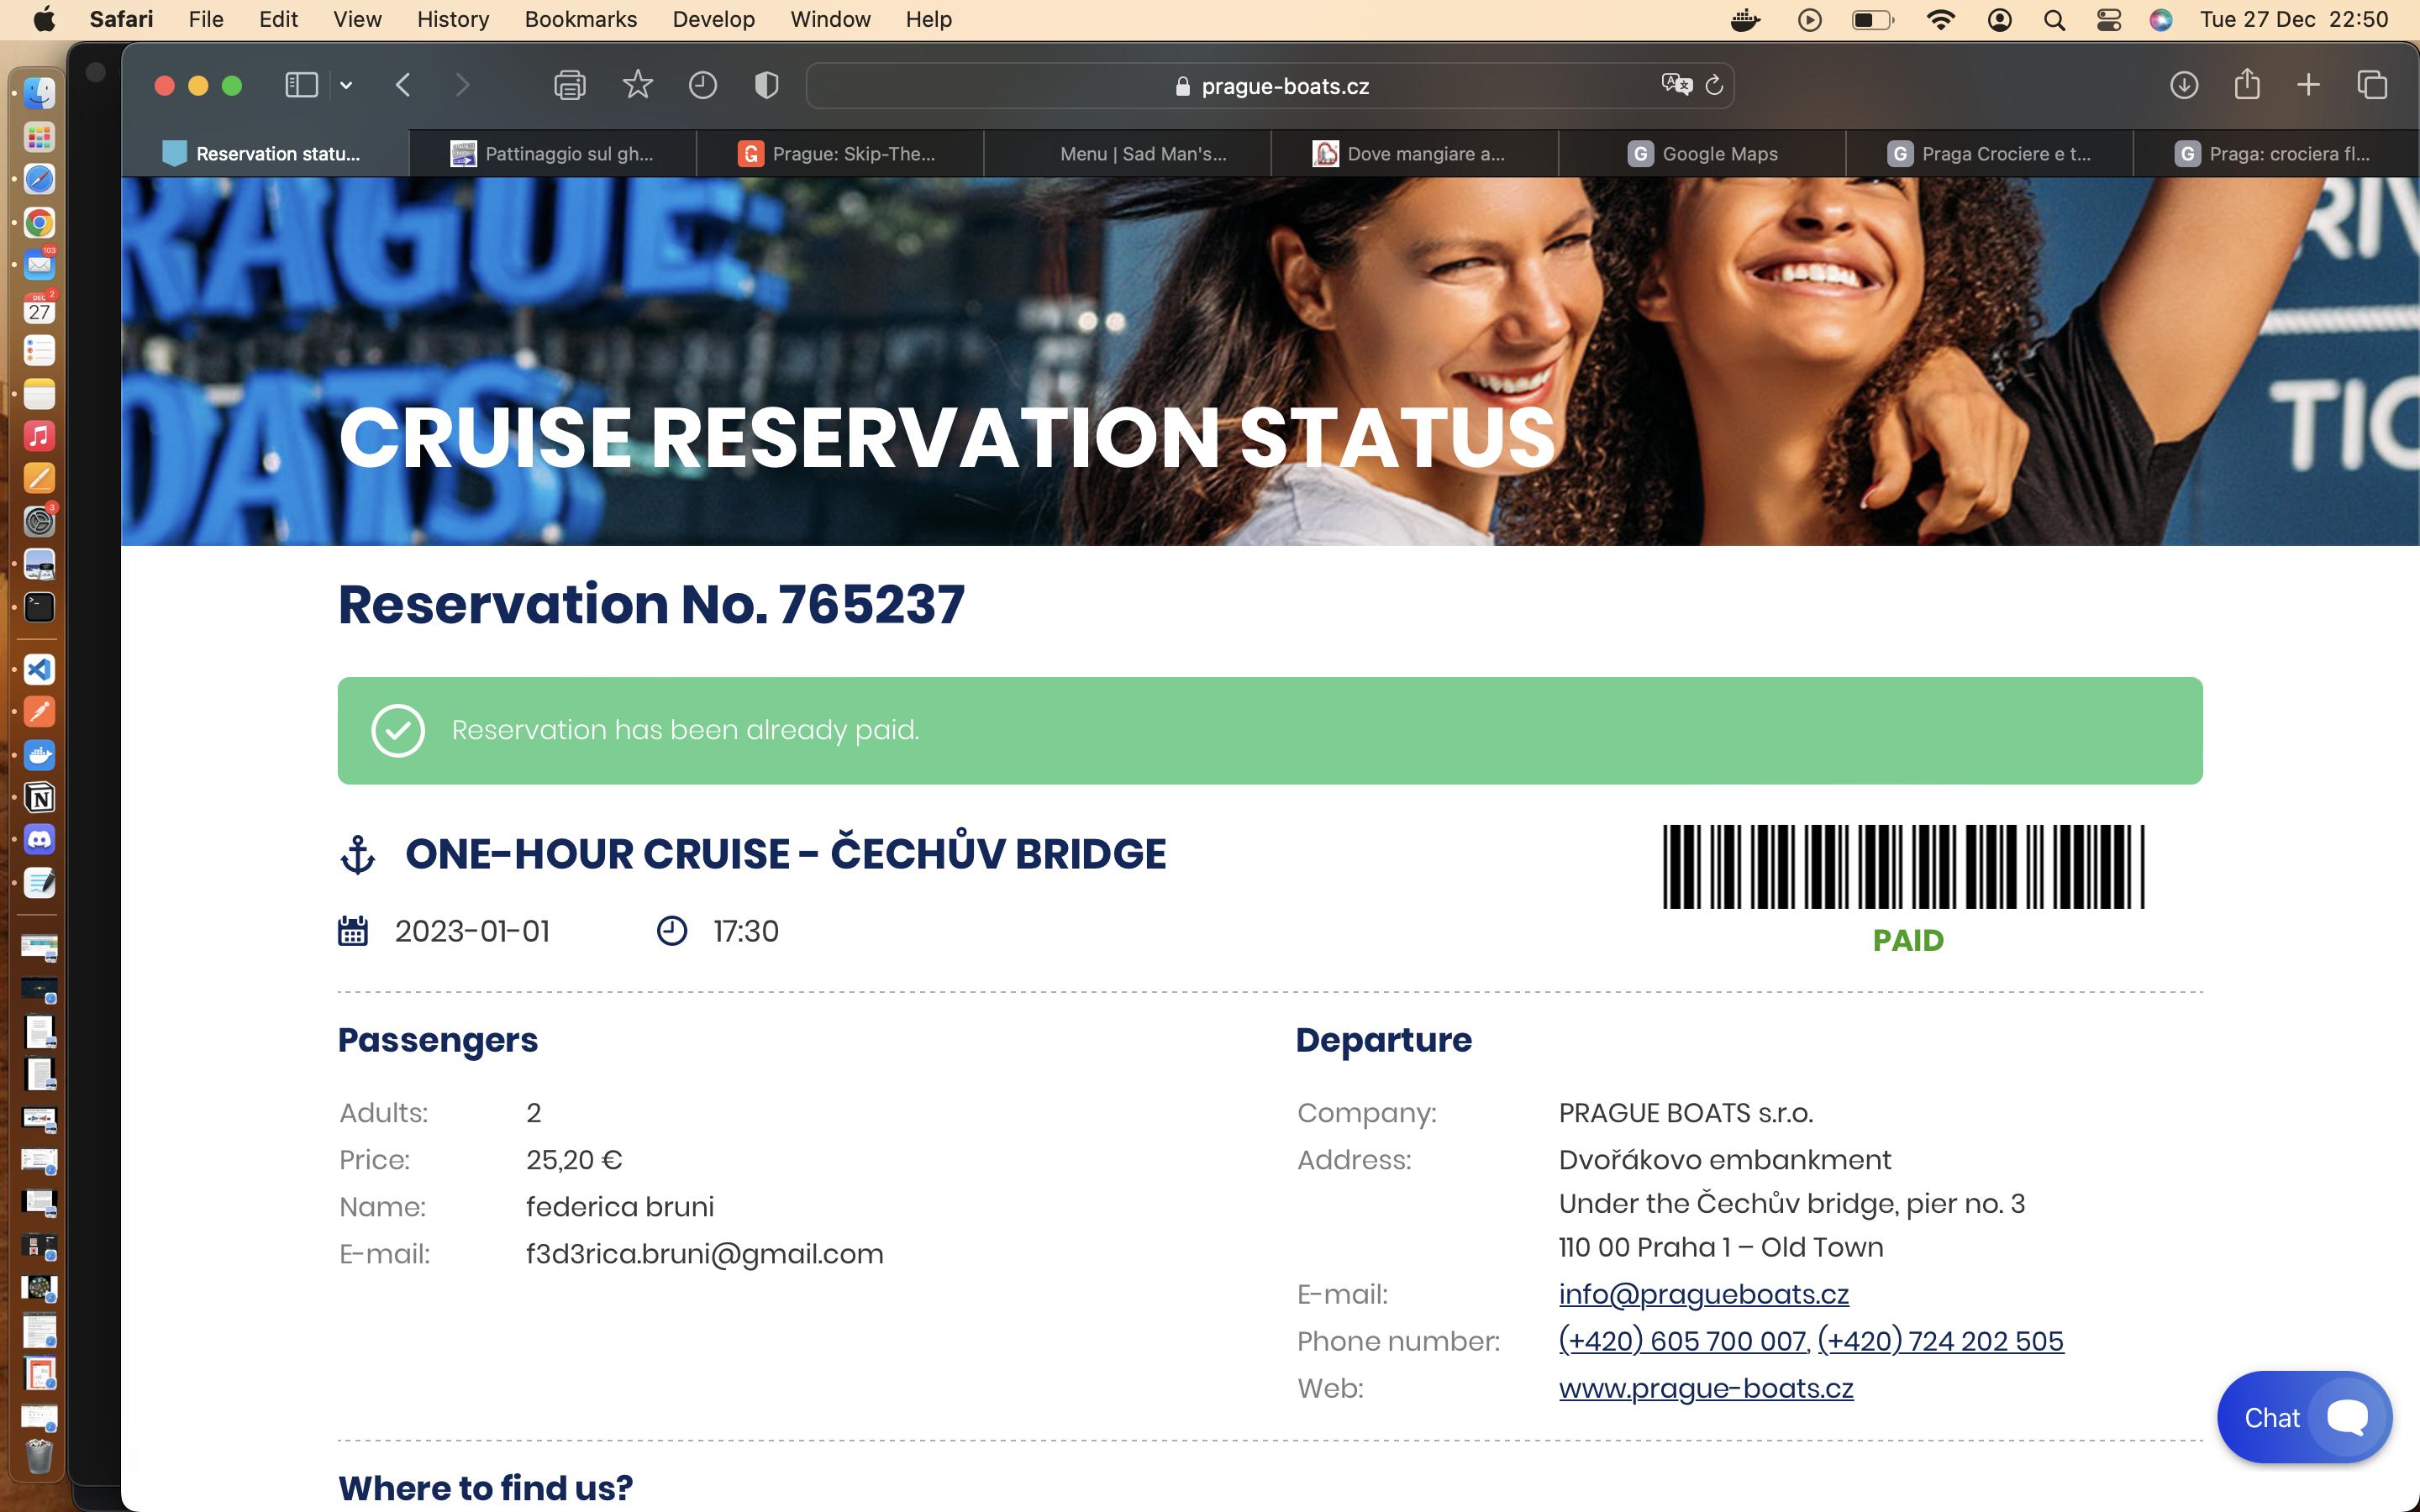 Safari File Edit View History Bookmarks Develop Window Help Tue 27 Dec 22:50
prague-boats.cz
Reservation statu... Pattinaggio sul gh... Prague: Skip-The... Menu | Sad Man's... Dove mangiare a... Google Maps Praga Crociere e t... Praga: crociera fl...
CRUISE RESERVATION STATUS
Reservation No. 765237
Reservation has been already paid.
ONE-HOUR CRUISE - ČECHŮV BRIDGE
2023-01-01 17:30
PAID
Passengers
Adults: 2
Price: 25,20 €
Name: federica bruni
E-mail: f3d3rica.bruni@gmail.com
Departure
Company: PRAGUE BOATS s.r.o.
Address: Dvořákovo embankment
Under the Čechův bridge, pier no. 3
110 00 Praha 1 – Old Town
E-mail: info@pragueboats.cz
Phone number: (+420) 605 700 007, (+420) 724 202 505
Web: www.prague-boats.cz
Chat
Where to find us?